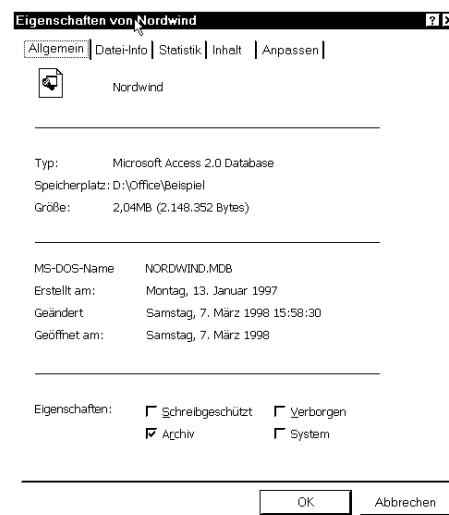 Eigenschaften von Nordwind
Allgemein Datei-Info Statistik Inhalt Anpassen
Nordwind
Typ: Microsoft Access 2.0 Database
Speicherplatz: D:\Office\Beispiel
Größe: 2,04MB (2.148.352 Bytes)
MS-DOS-Name NORDWIND.MDB
Erstellt am: Montag, 13. Januar 1997
Geändert Samstag, 7. März 1998 15:58:30
Geöffnet am: Samstag, 7. März 1998
Eigenschaften: Schreibgeschützt Verborgen
Archiv System
OK Abbrechen